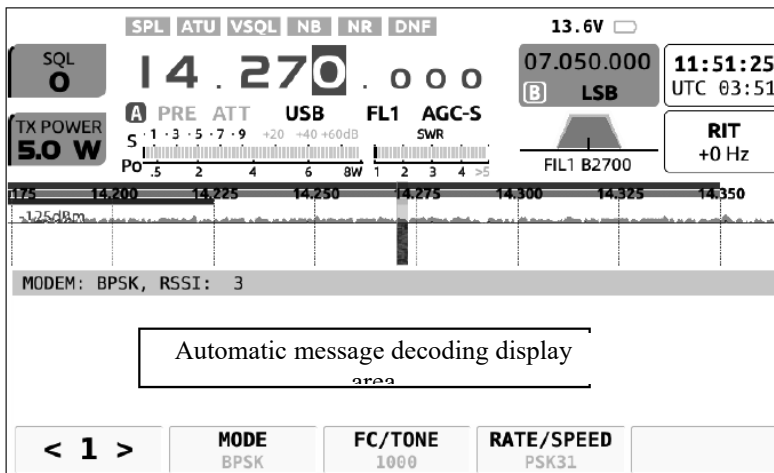 SPL ATU VSQL NB NR DNF 13.6V
SQL
0
14.270.000
07.050.000
B LSB
11:51:25
UTC 03:51
A PRE ATT USB FL1 AGC-S
TX POWER
5.0 W
S ·1 ·3 ·5 ·7 ·9 +20 +40 +60dB SWR
Po .5 2 4 6 8W 1 2 3 4 >5
FIL1 B2700
RIT
+0 Hz
175 14.200 14.225 14.250 14.275 14.300 14.325 14.350
-125dBm
MODEM: BPSK, RSSI: 3
Automatic message decoding display
area
< 1 > MODE FC/TONE RATE/SPEED
BPSK 1000 PSK31